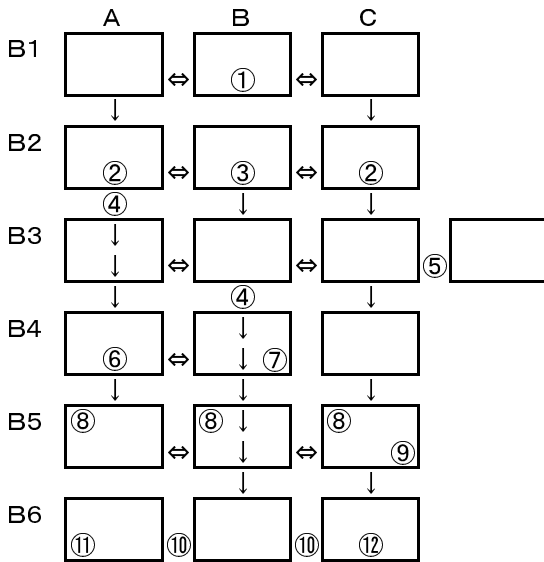 A B C
B1
⇔ ① ⇔
↓ ↓
B2
② ⇔ ③ ⇔ ②
④ ↓ ↓
B3 ↓
↓ ⇔ ⇔ ⑤
↓ ④ ↓
B4 ↓
⑥ ⇔ ↓ ⑦
↓ ↓ ↓
B5 ⑧ ⑧ ↓ ⑧
⇔ ↓ ⇔ ⑨
↓ ↓
B6
⑪ ⑩ ⑩ ⑫